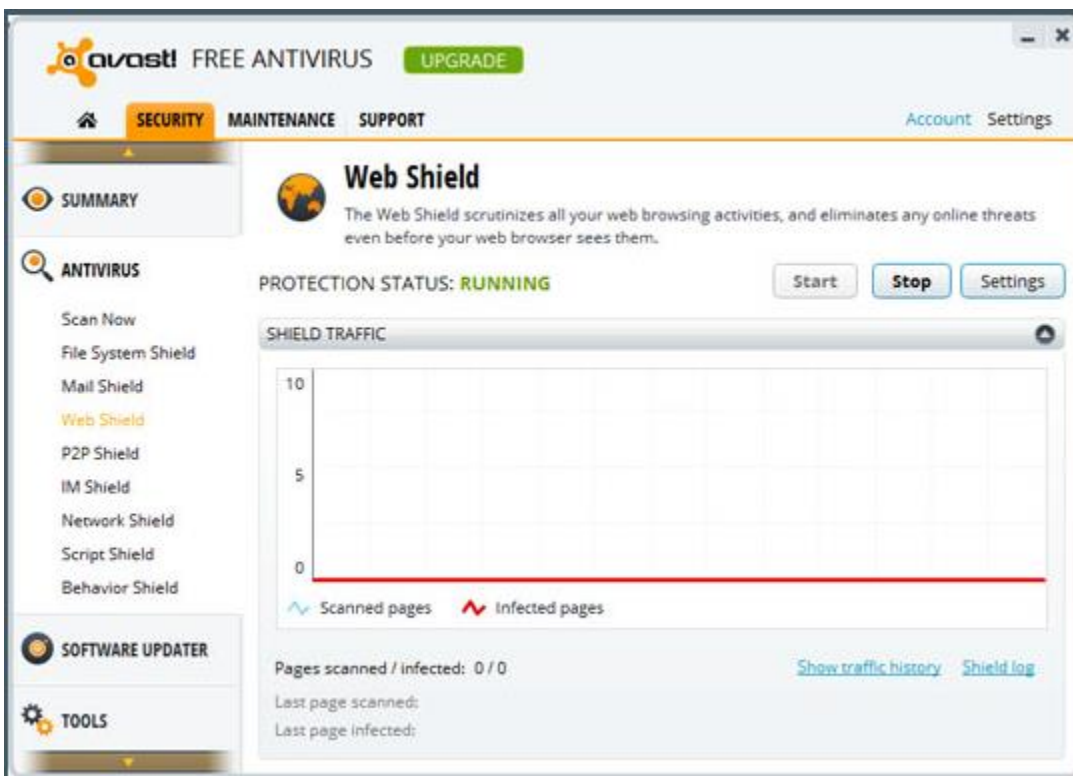 avast! FREE ANTIVIRUS UPGRADE
SECURITY MAINTENANCE SUPPORT Account Settings
SUMMARY
ANTIVIRUS
Scan Now
File System Shield
Mail Shield
Web Shield
P2P Shield
IM Shield
Network Shield
Script Shield
Behavior Shield
SOFTWARE UPDATER
TOOLS
Web Shield
The Web Shield scrutinizes all your web browsing activities, and eliminates any online threats
even before your web browser sees them.
PROTECTION STATUS: RUNNING Start Stop Settings
SHIELD TRAFFIC
10
5
0
Scanned pages Infected pages
Pages scanned / infected: 0 / 0 Show traffic history Shield log
Last page scanned:
Last page infected: